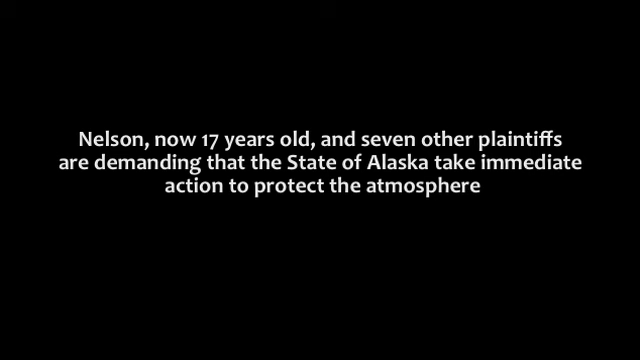 Nelson, now 17 years old, and seven other plaintiffs
are demanding that the State of Alaska take immediate
action to protect the atmosphere